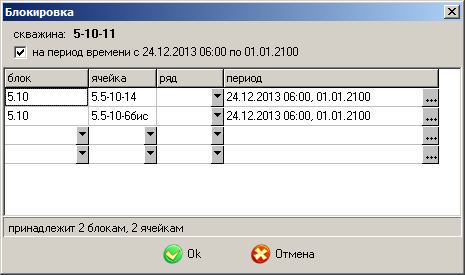 Блокировка
скважина: 5-10-11
на период времени с 24.12.2013 06:00 по 01.01.2100
блок ячейка ряд период
5.10 5.5-10-14 24.12.2013 06:00, 01.01.2100 ...
5.10 5.5-10-6бис 24.12.2013 06:00, 01.01.2100 ...
...
...
принадлежит 2 блокам, 2 ячейкам
Ok Отмена